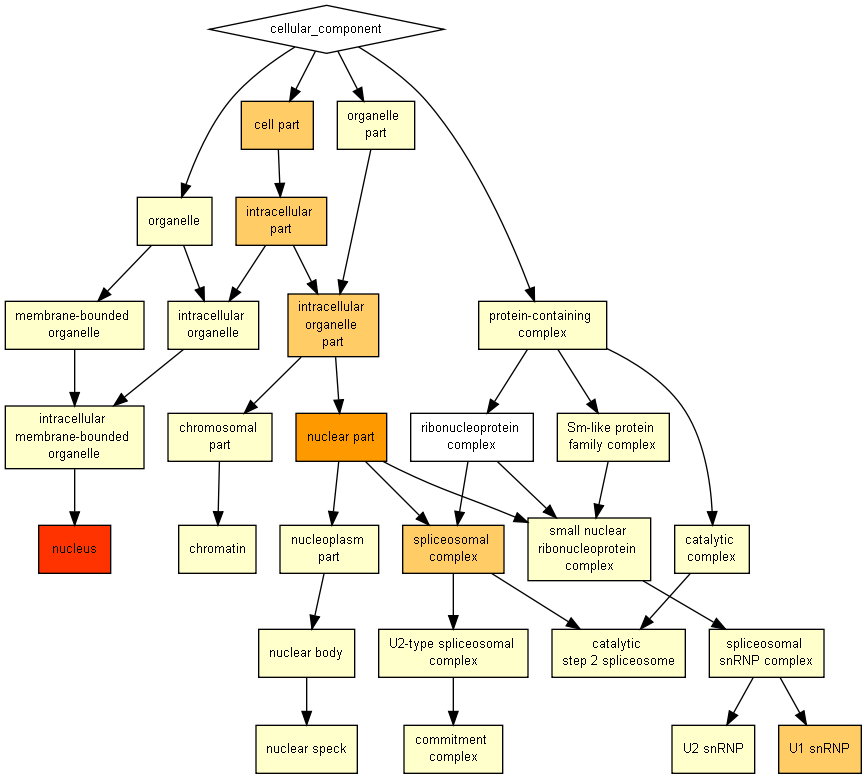 cellular_component
cell part
organelle
part
organelle
intracellular
part
membrane-bounded
organelle
intracellular
organelle
intracellular
organelle
part
protein-containing
complex
intracellular
membrane-bounded
organelle
chromosomal
part
nuclear part
ribonucleoprotein
complex
Sm-like protein
family complex
nucleus
chromatin
nucleoplasm
part
spliceosomal
complex
small nuclear
ribonucleoprotein
complex
catalytic
complex
nuclear body
U2-type spliceosomal
complex
catalytic
step 2 spliceosome
spliceosomal
snRNP complex
nuclear speck
commitment
complex
U2 snRNP
U1 snRNP